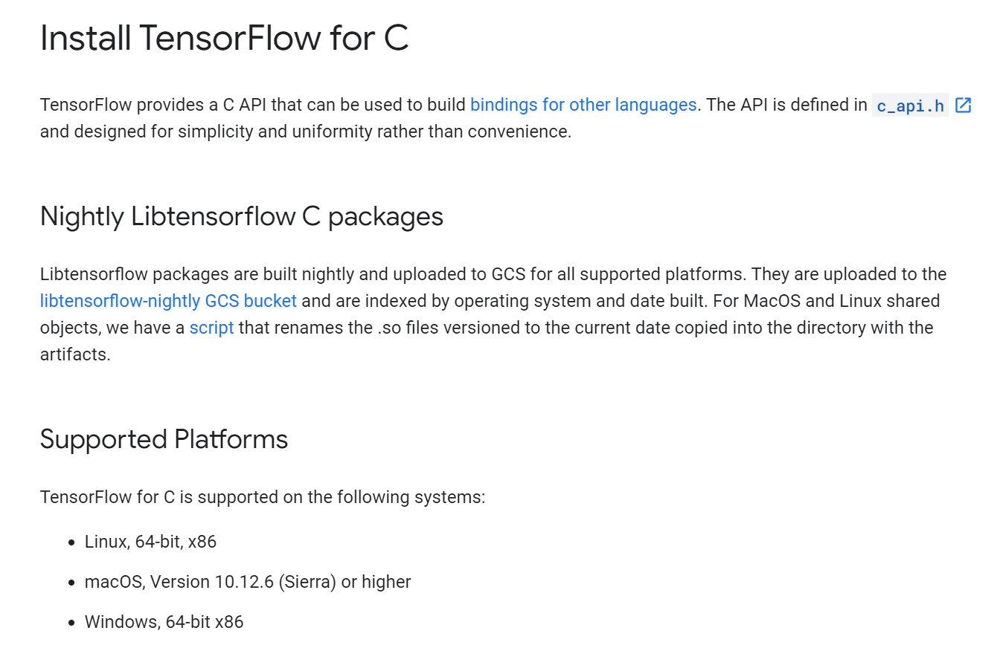 Install TensorFlow for C
TensorFlow provides a C API that can be used to build bindings for other languages. The API is defined in c_api.h
and designed for simplicity and uniformity rather than convenience.
Nightly Libtensorflow C packages
Libtensorflow packages are built nightly and uploaded to GCS for all supported platforms. They are uploaded to the
libtensorflow-nightly GCS bucket and are indexed by operating system and date built. For MacOS and Linux shared
objects, we have a script that renames the .so files versioned to the current date copied into the directory with the
artifacts.
Supported Platforms
TensorFlow for C is supported on the following systems:
• Linux, 64-bit, x86
• macOS, Version 10.12.6 (Sierra) or higher
• Windows, 64-bit x86